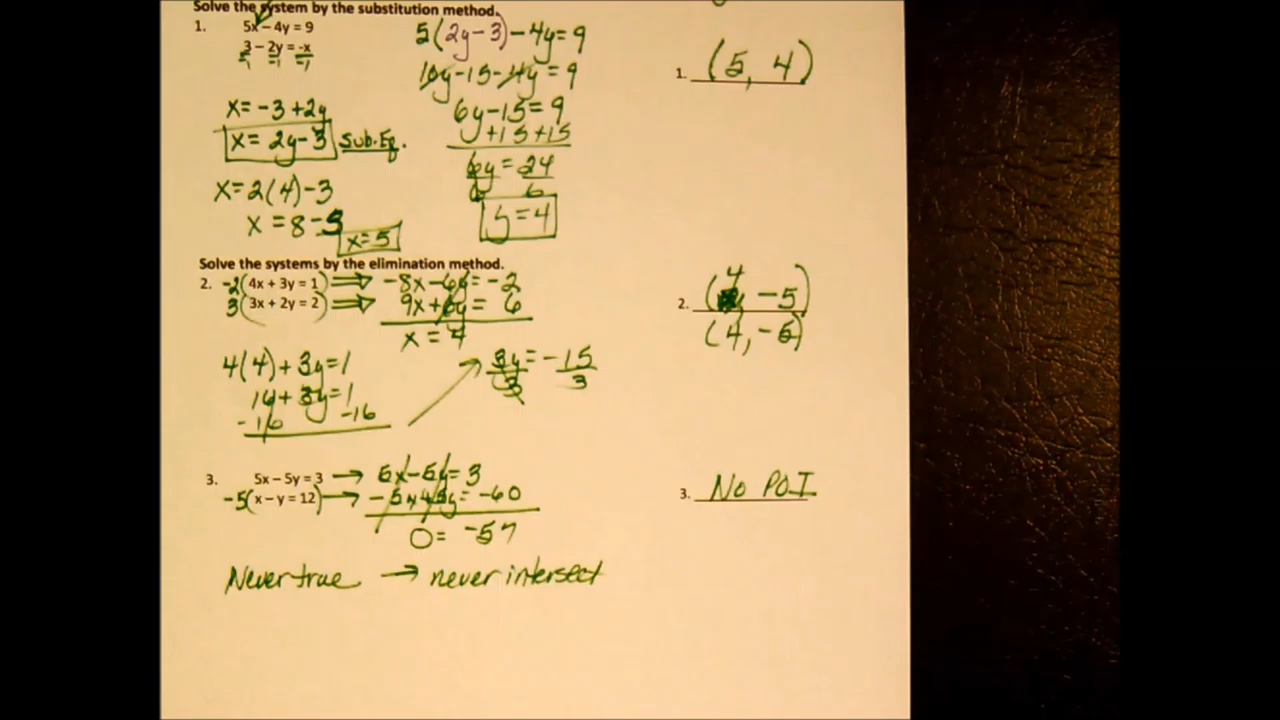 Solve the system by the substitution method.
1. 5x – 4y = 9
3 – 2y = -x
-1 -1 -1
x = -3 + 2y
x = 2y - 3 Sub. Eq.
x = 2(4) - 3
x = 8 - 3
x = 5
5(2y - 3) - 4y = 9
10y - 15 - 4y = 9
6y - 15 = 9
+15 +15
6y = 24
6 6
y = 4
1. (5, 4)
Solve the systems by the elimination method.
2. -2(4x + 3y = 1) ⇒ -8x - 6y = -2
3(3x + 2y = 2) ⇒ 9x + 6y = 6
x = 4
4(4) + 3y = 1
16 + 3y = 1
-16 -16
3y = -15
3 3
2. (4, -5)
(4, -5)
3. 5x – 5y = 3 → 5x - 5y = 3
-5(x – y = 12) → -5x + 5y = -60
0 = -57
Never true → never intersect
3. No POI